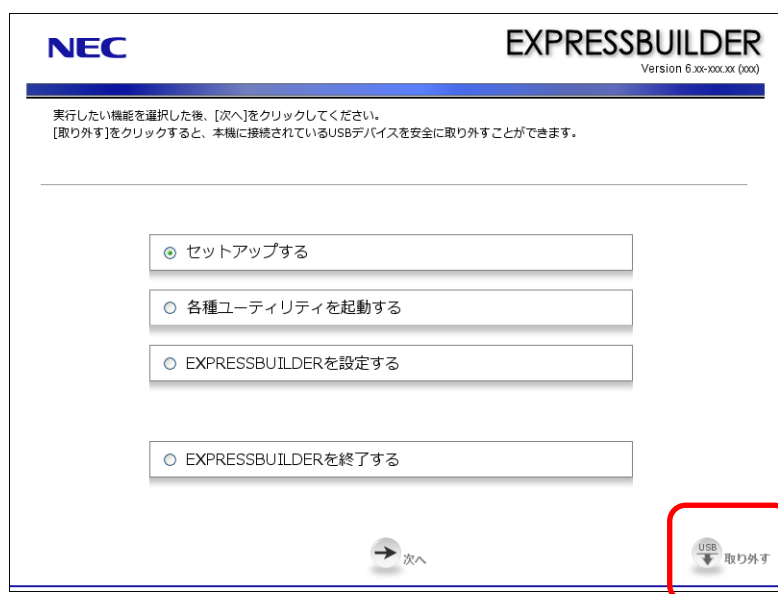 NEC
EXPRESSBUILDER
Version 6.xx-xxx.xx (xxx)
実行したい機能を選択した後、[次へ]をクリックしてください。
[取り外す]をクリックすると、本機に接続されているUSBデバイスを安全に取り外すことができます。
セットアップする
各種ユーティリティを起動する
EXPRESSBUILDERを設定する
EXPRESSBUILDERを終了する
次へ
USB
取り外す